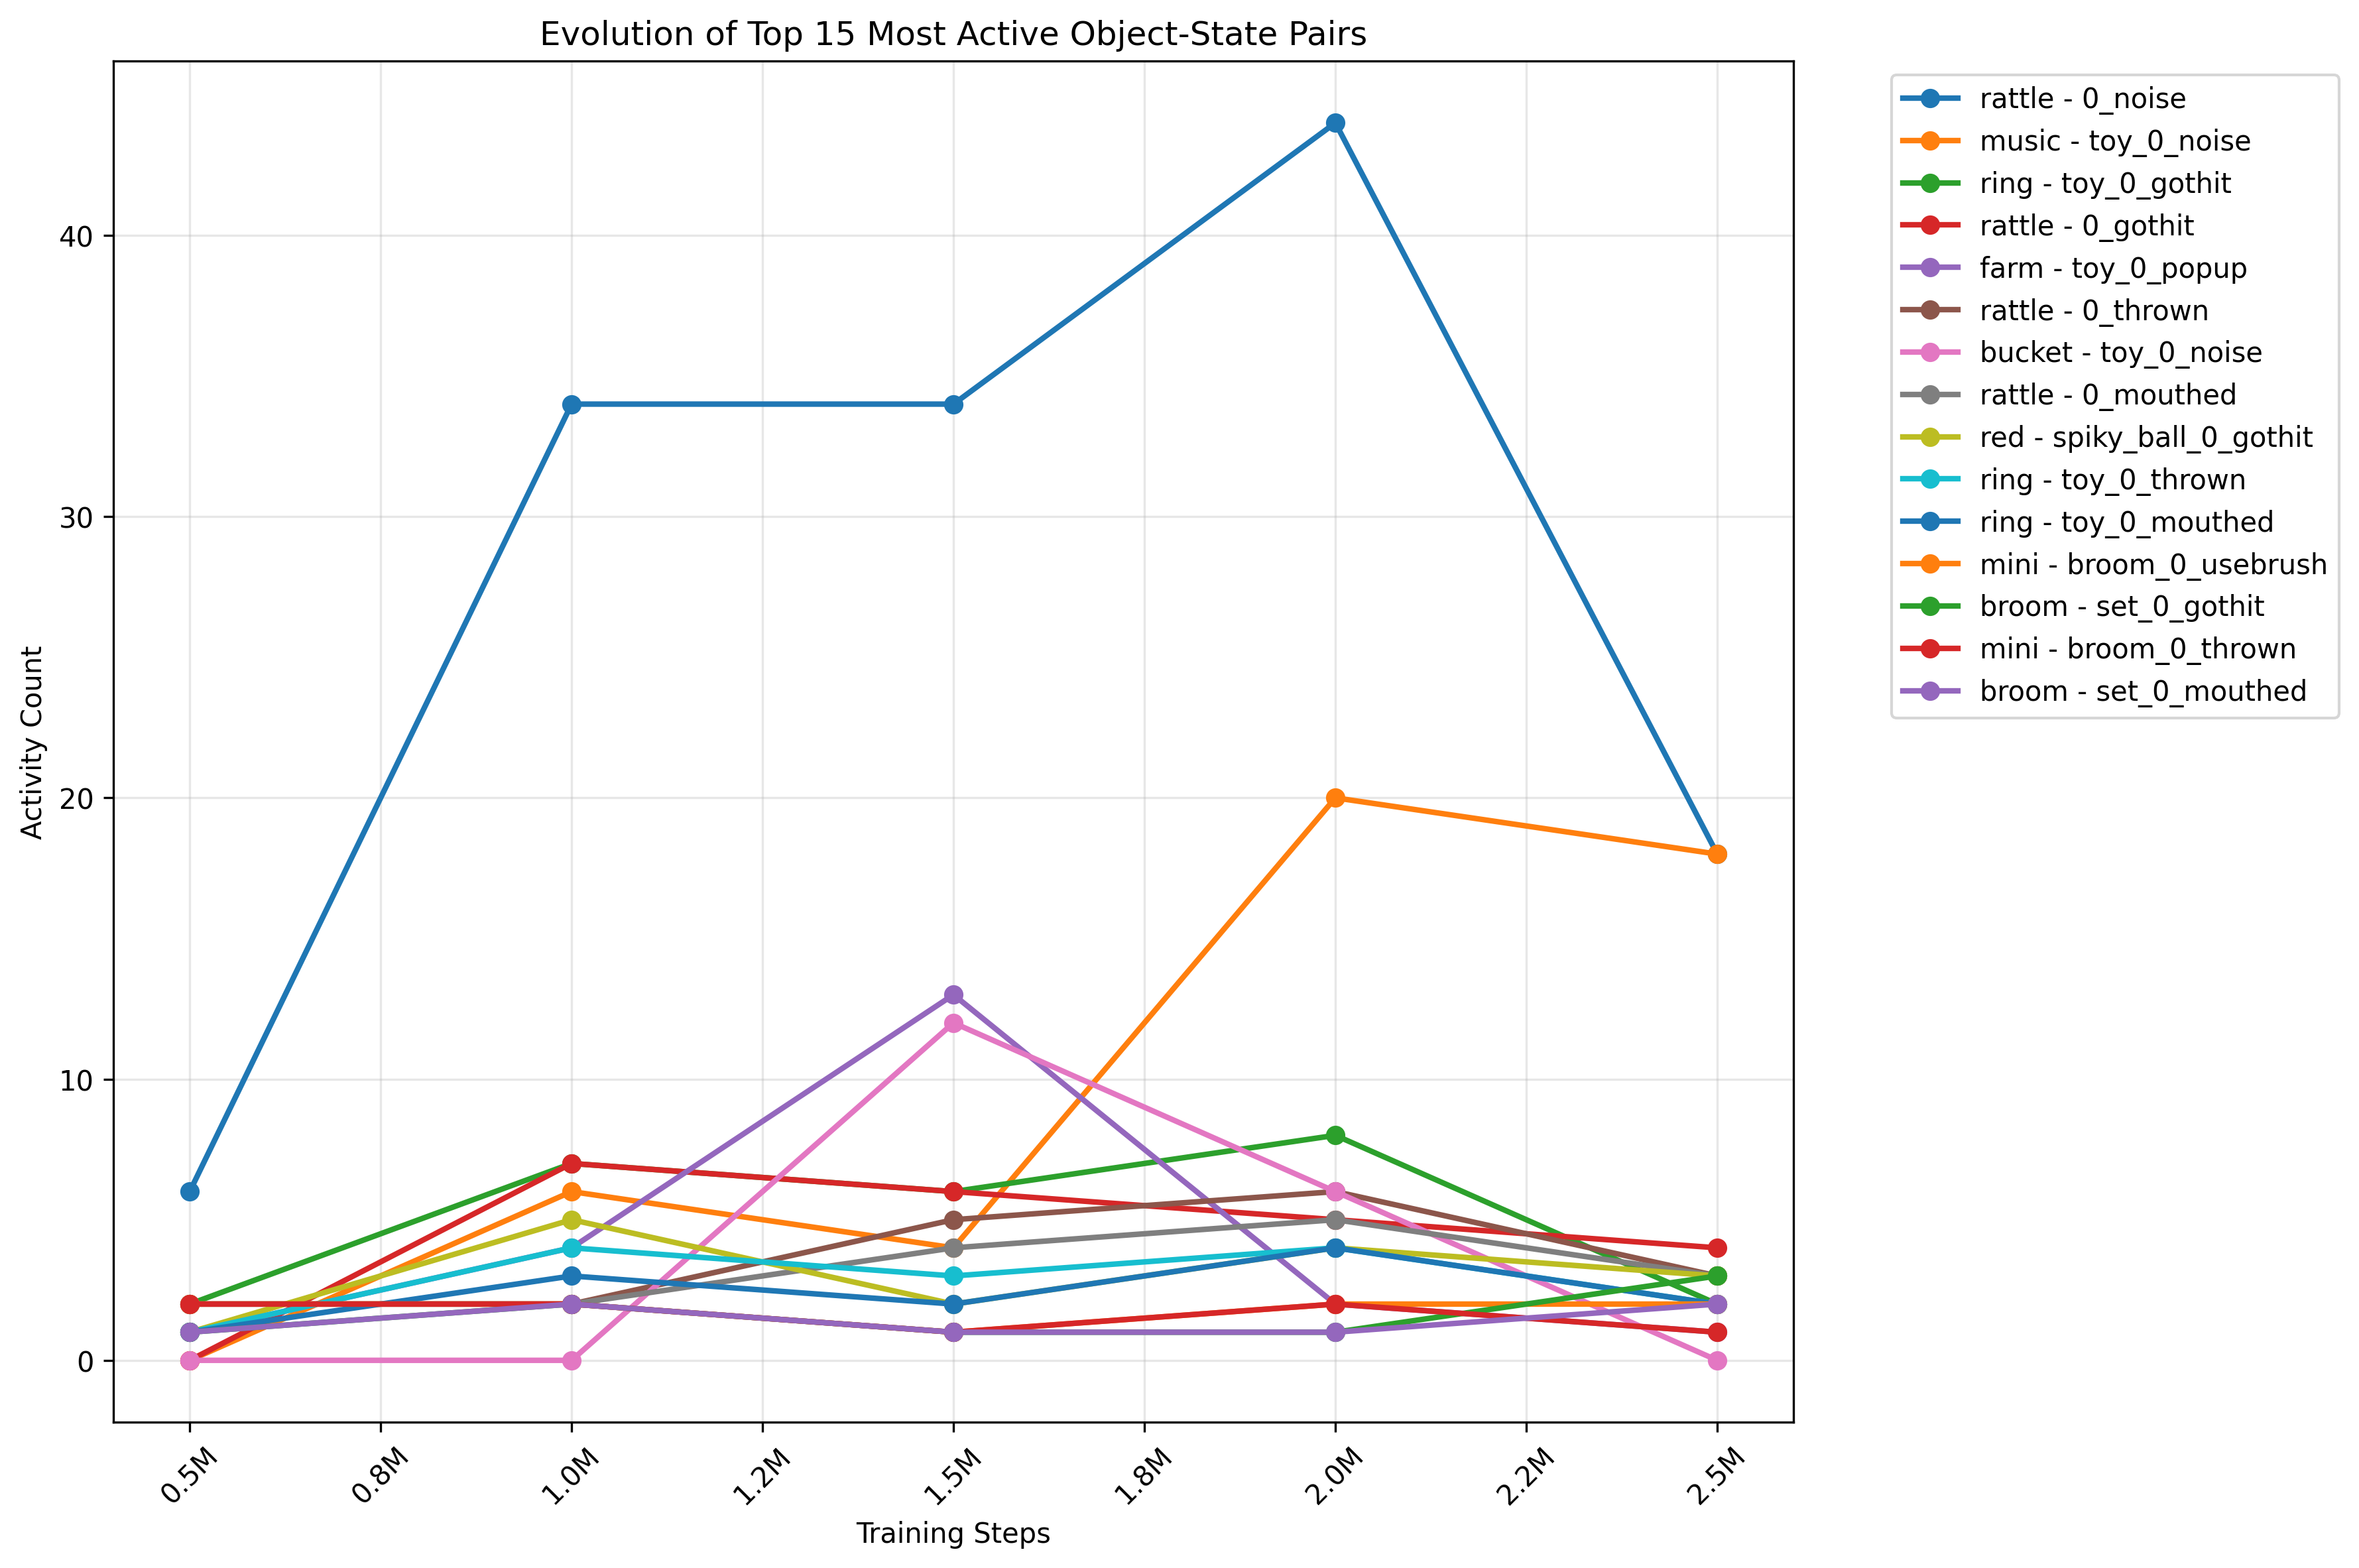 Evolution of Top 15 Most Active Object-State Pairs
Activity Count
40
30
20
10
0
0.5M
0.8M
1.0M
1.2M
1.5M
1.8M
2.0M
2.2M
2.5M
Training Steps
rattle - 0_noise
music - toy_0_noise
ring - toy_0_gothit
rattle - 0_gothit
farm - toy_0_popup
rattle - 0_thrown
bucket - toy_0_noise
rattle - 0_mouthed
red - spiky_ball_0_gothit
ring - toy_0_thrown
ring - toy_0_mouthed
mini - broom_0_usebrush
broom - set_0_gothit
mini - broom_0_thrown
broom - set_0_mouthed